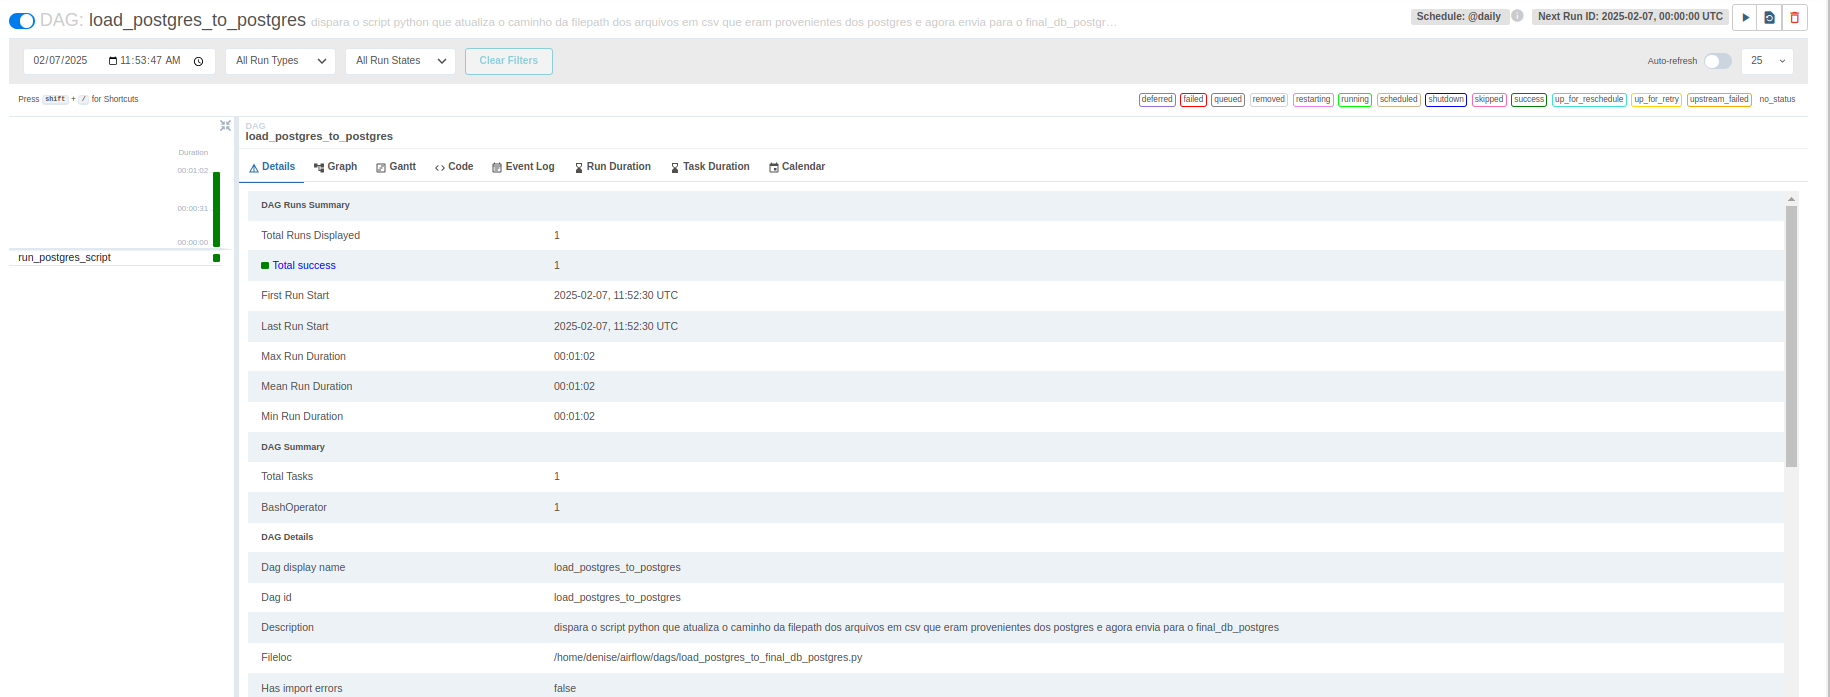 DAG: load_postgres_to_postgres dispara o script python que atualiza o caminho da filepath dos arquivos em csv que eram provenientes dos postgres e agora envia para o final_db_postgr…
Schedule: @daily
Next Run ID: 2025-02-07, 00:00:00 UTC
02/07/2025 11:53:47 AM
All Run Types
All Run States
Clear Filters
Auto-refresh
25
Press shift + / for Shortcuts
deferred failed queued removed restarting running scheduled shutdown skipped success up_for_reschedule up_for_retry upstream_failed no_status
Duration
00:01:02
00:00:31
00:00:00
run_postgres_script
DAG
load_postgres_to_postgres
Details Graph Gantt Code Event Log Run Duration Task Duration Calendar
DAG Runs Summary
Total Runs Displayed 1
Total success 1
First Run Start 2025-02-07, 11:52:30 UTC
Last Run Start 2025-02-07, 11:52:30 UTC
Max Run Duration 00:01:02
Mean Run Duration 00:01:02
Min Run Duration 00:01:02
DAG Summary
Total Tasks 1
BashOperator 1
DAG Details
Dag display name load_postgres_to_postgres
Dag id load_postgres_to_postgres
Description dispara o script python que atualiza o caminho da filepath dos arquivos em csv que eram provenientes dos postgres e agora envia para o final_db_postgres
Fileloc /home/denise/airflow/dags/load_postgres_to_final_db_postgres.py
Has import errors false